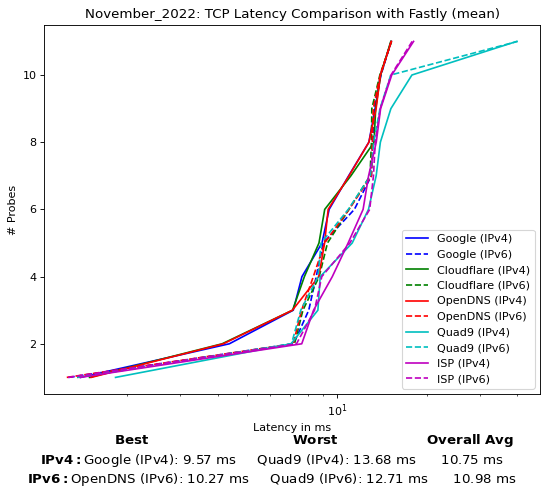 November_2022: TCP Latency Comparison with Fastly (mean)
10
8
6
4
2
# Probes
Google (IPv4)
Google (IPv6)
Cloudflare (IPv4)
Cloudflare (IPv6)
OpenDNS (IPv4)
OpenDNS (IPv6)
Quad9 (IPv4)
Quad9 (IPv6)
ISP (IPv4)
ISP (IPv6)
10¹
Latency in ms
Best Worst Overall Avg
IPv4: Google (IPv4): 9.57 ms Quad9 (IPv4): 13.68 ms 10.75 ms
IPv6: OpenDNS (IPv6): 10.27 ms Quad9 (IPv6): 12.71 ms 10.98 ms